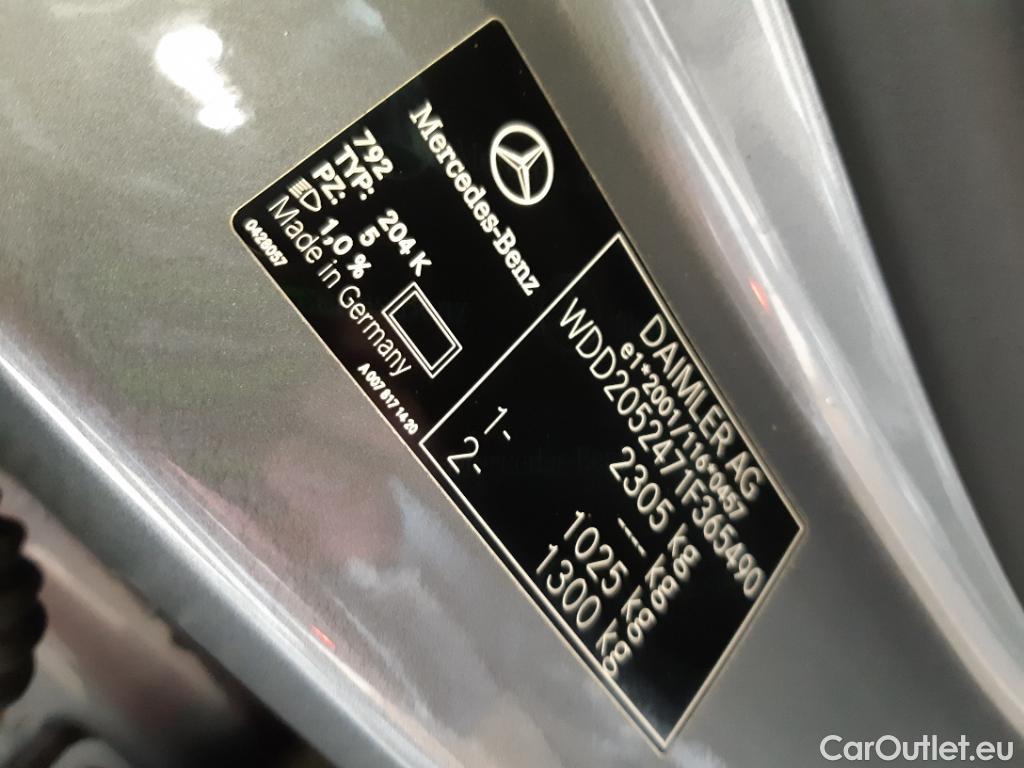 Mercedes-Benz
DAIMLER AG
e1*2001/116*0457
WDD2052471F365490
2305 kg
--- kg
1- 1025 kg
2- 1300 kg
792
TYP: 204 K
PZ: 5
1,0 %
Made in Germany
0428057
A 007 817 14 20
CarOutlet.eu